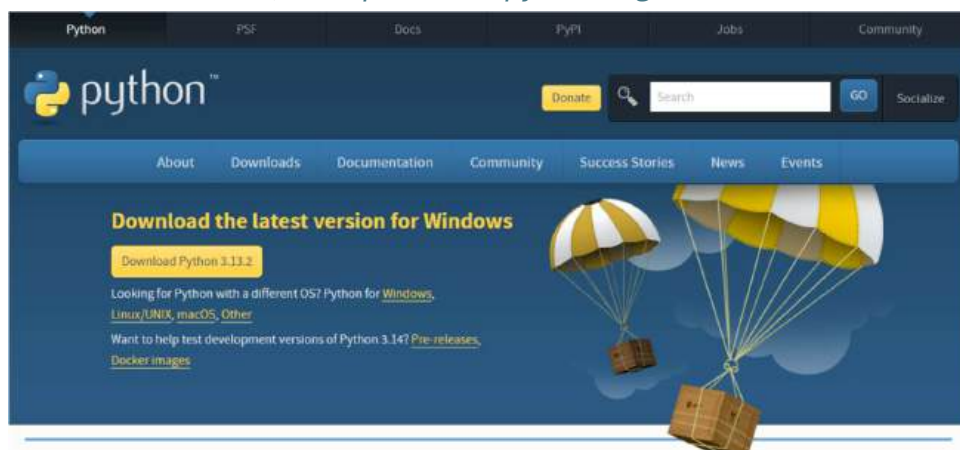 Python PSF Docs PyPI Jobs Community
python™
Donate Search GO Socialize
About Downloads Documentation Community Success Stories News Events
Download the latest version for Windows
Download Python 3.13.2
Looking for Python with a different OS? Python for Windows,
Linux/UNIX, macOS, Other
Want to help test development versions of Python 3.14? Pre-releases,
Docker images